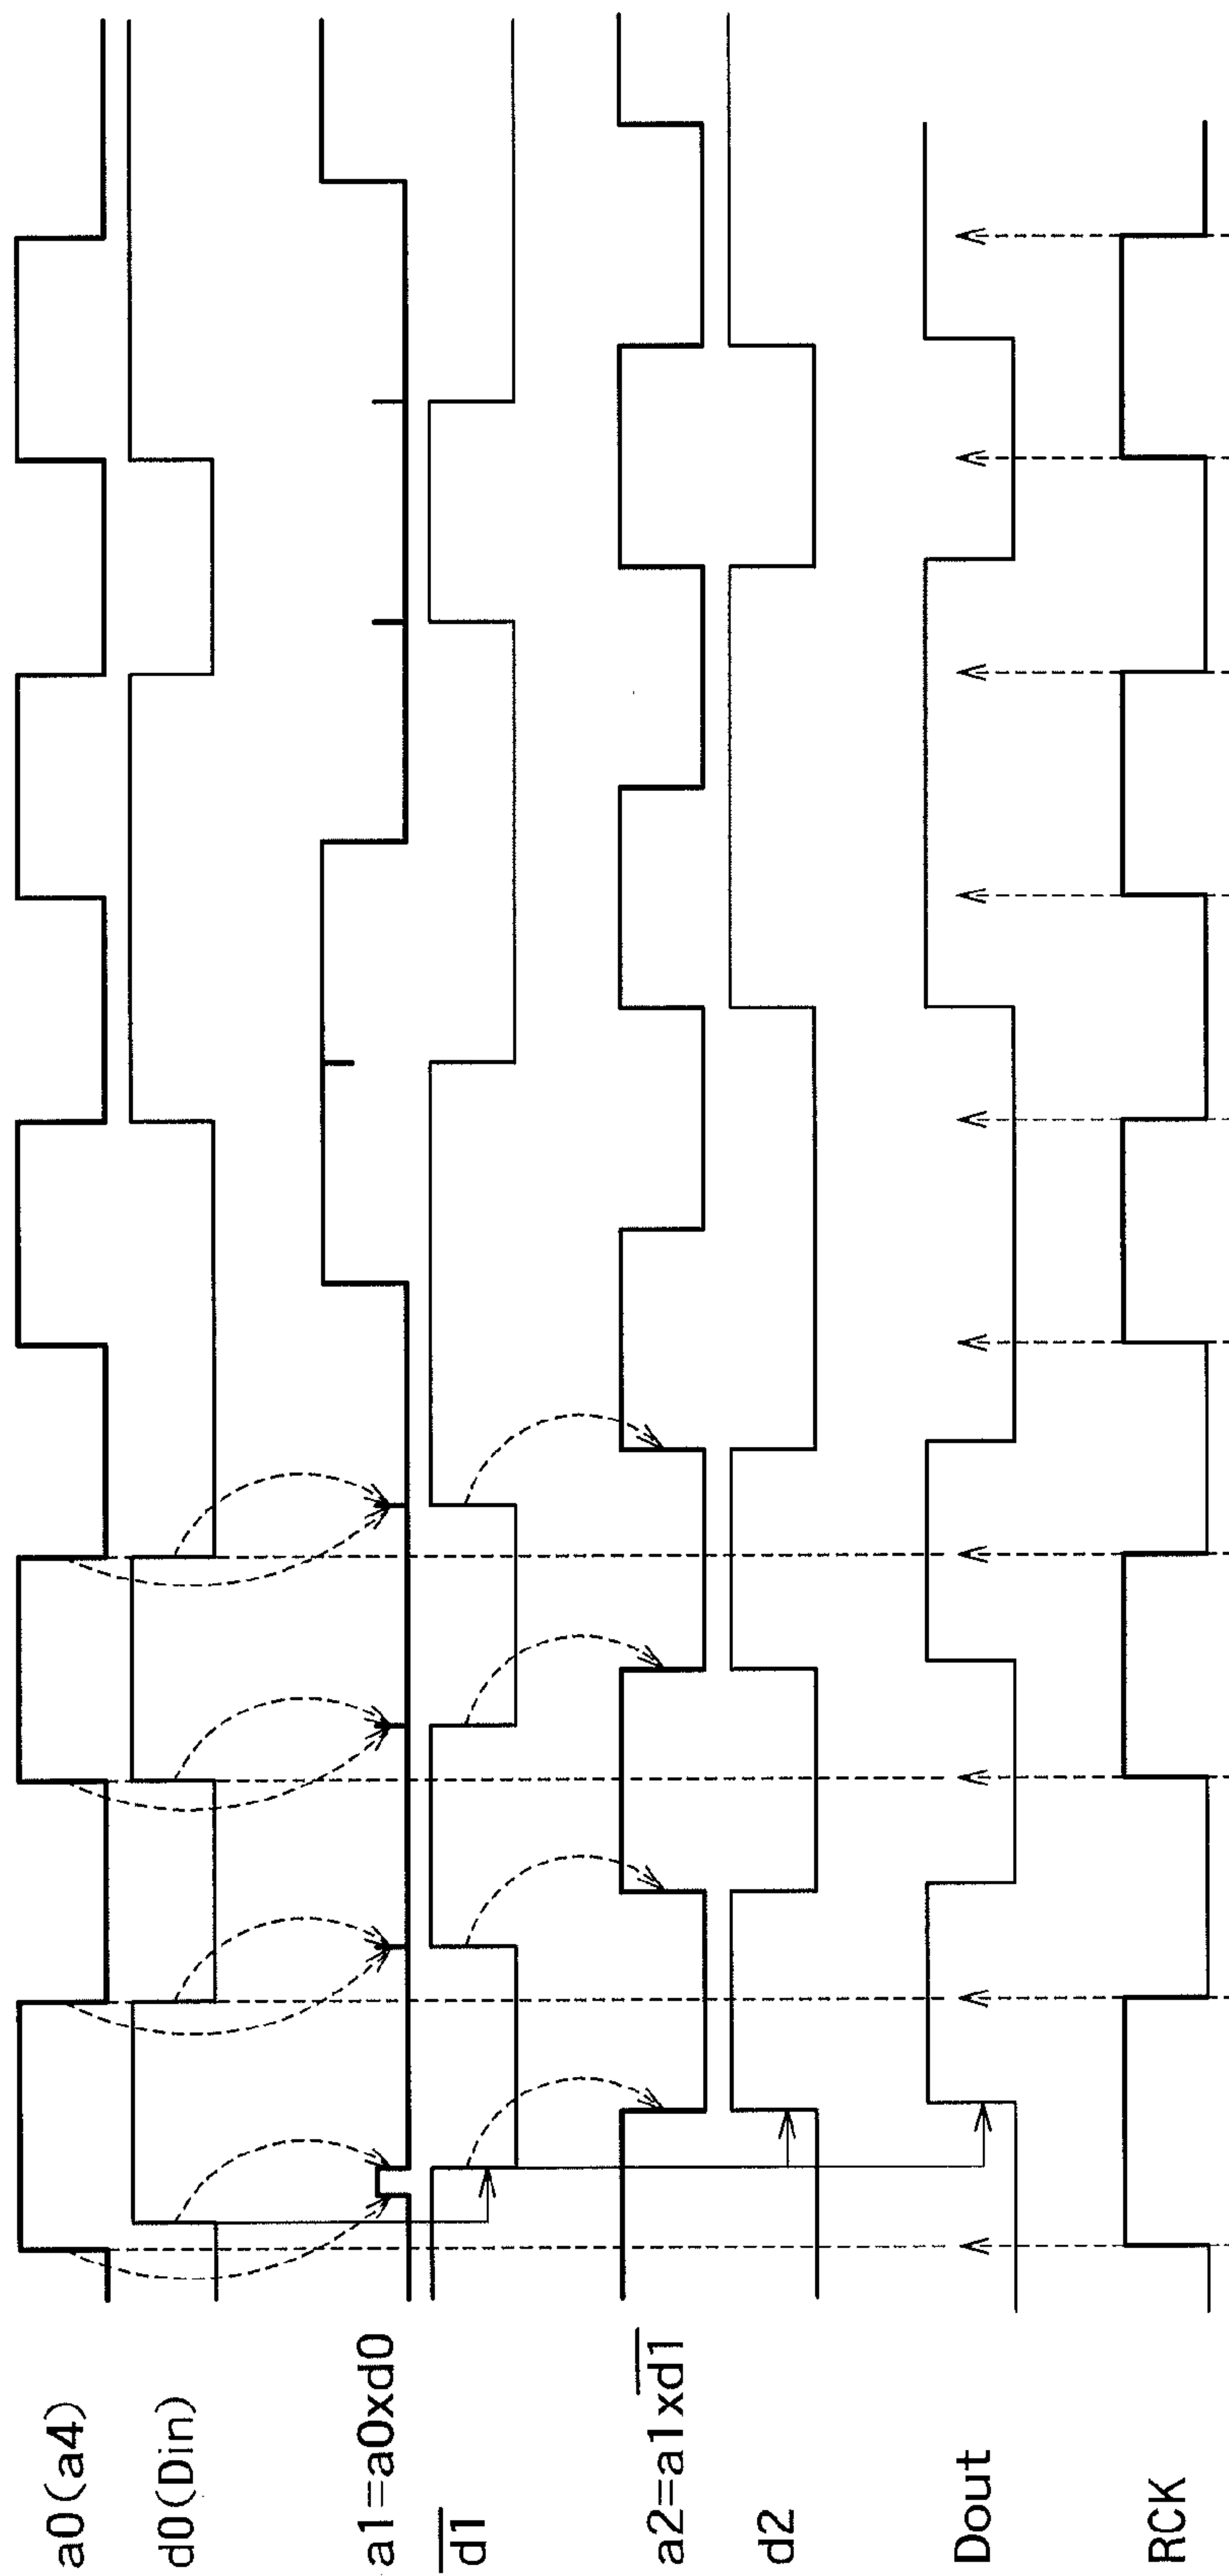 a0(a4)
d0(Din)
a1=a0xd0
d1̅
a2=a1xd1̅
d2
Dout
RCK